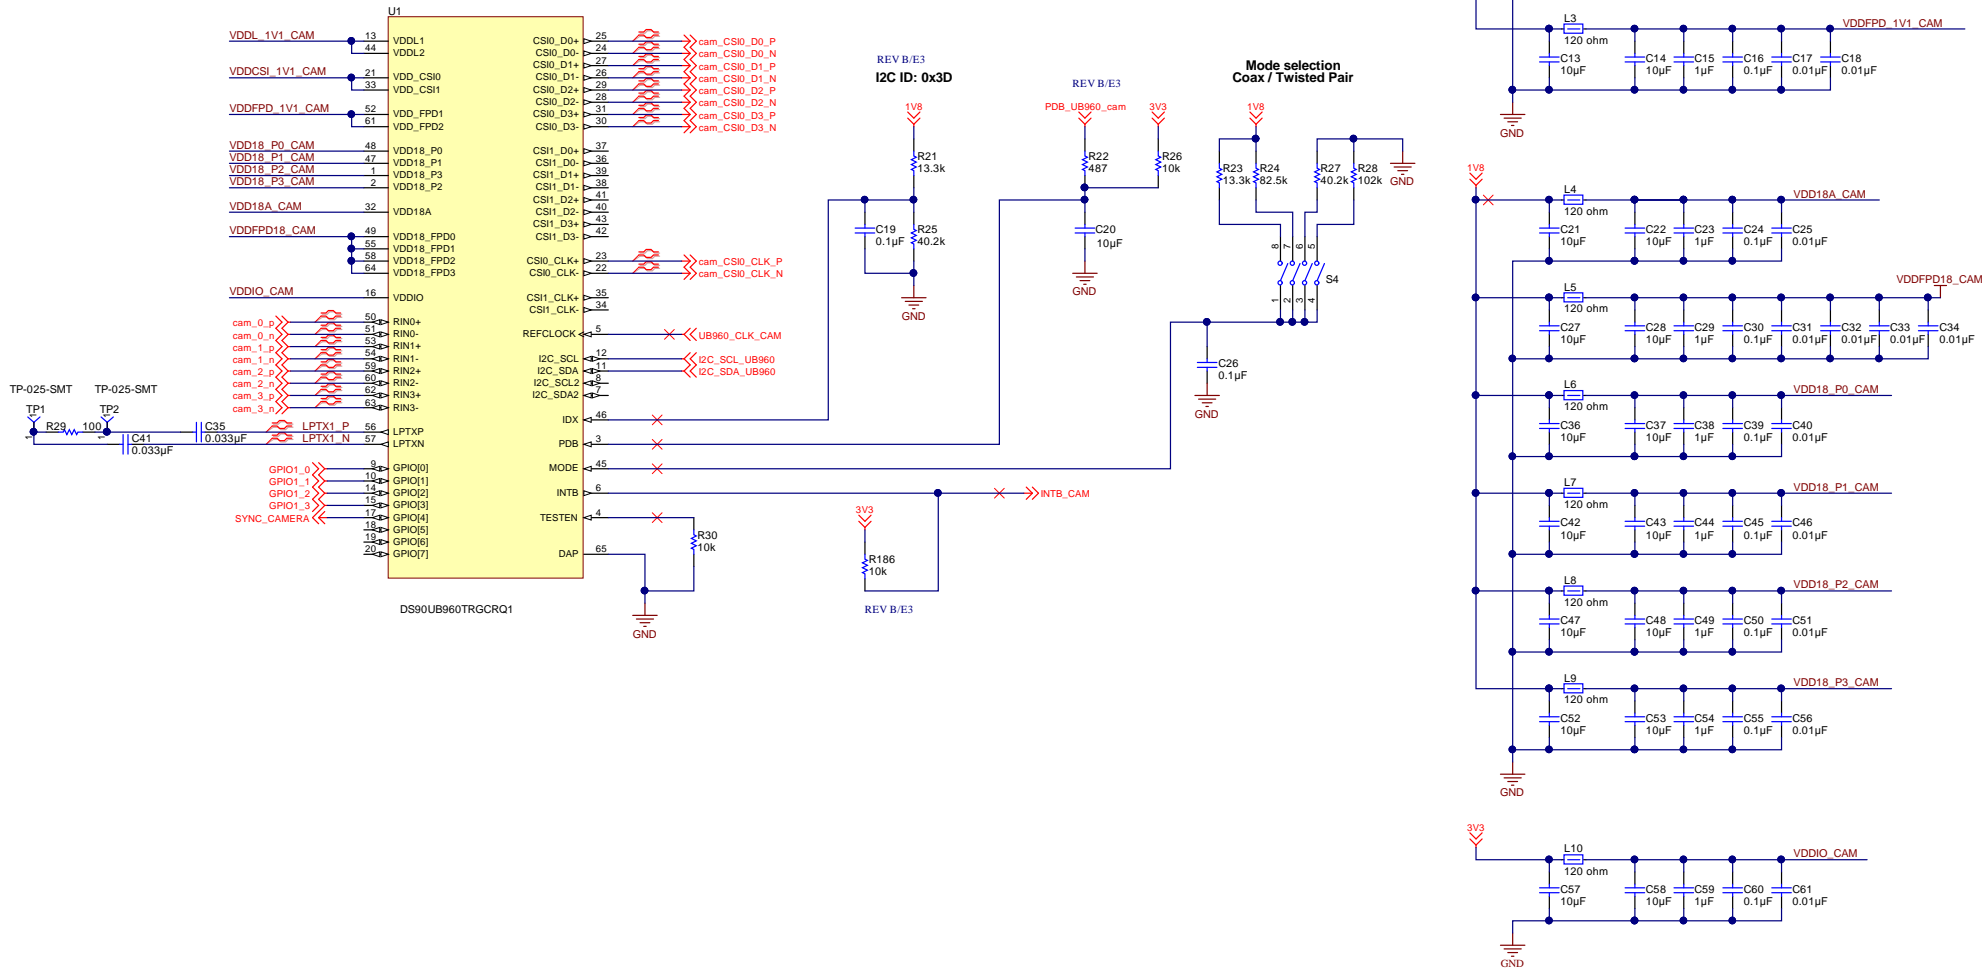 U1
VDDL_1V1_CAM 13 VDDL1
44 VDDL2
VDDCSI_1V1_CAM 21 VDD_CSI0
33 VDD_CSI1
VDDFPD_1V1_CAM 52 VDD_FPD1
61 VDD_FPD2
VDD18_P0_CAM 48 VDD18_P0
VDD18_P1_CAM 47 VDD18_P1
VDD18_P2_CAM 1 VDD18_P3
VDD18_P3_CAM 2 VDD18_P2
VDD18A_CAM 32 VDD18A
VDDFPD18_CAM 49 VDD18_FPD0
55 VDD18_FPD1
58 VDD18_FPD2
64 VDD18_FPD3
VDDIO_CAM 16 VDDIO
cam_0_p 50 RIN0+
cam_0_n 51 RIN0-
cam_1_p 53 RIN1+
cam_1_n 54 RIN1-
cam_2_p 59 RIN2+
cam_2_n 60 RIN2-
cam_3_p 62 RIN3+
cam_3_n 63 RIN3-
TP-025-SMT TP-025-SMT
TP1 TP2
1 R29 100 1 C35 0.033µF LPTX1_P 56 LPTXP
C41 0.033µF LPTX1_N 57 LPTXN
GPIO1_0 9 GPIO[0]
GPIO1_1 10 GPIO[1]
GPIO1_2 14 GPIO[2]
GPIO1_3 15 GPIO[3]
SYNC_CAMERA 17 GPIO[4]
18 GPIO[5]
19 GPIO[6]
20 GPIO[7]
CSI0_D0+ 25 cam_CSI0_D0_P
CSI0_D0- 24 cam_CSI0_D0_N
CSI0_D1+ 27 cam_CSI0_D1_P
CSI0_D1- 26 cam_CSI0_D1_N
CSI0_D2+ 29 cam_CSI0_D2_P
CSI0_D2- 28 cam_CSI0_D2_N
CSI0_D3+ 31 cam_CSI0_D3_P
CSI0_D3- 30 cam_CSI0_D3_N
CSI1_D0+ 37
CSI1_D0- 36
CSI1_D1+ 39
CSI1_D1- 38
CSI1_D2+ 41
CSI1_D2- 40
CSI1_D3+ 43
CSI1_D3- 42
CSI0_CLK+ 23 cam_CSI0_CLK_P
CSI0_CLK- 22 cam_CSI0_CLK_N
CSI1_CLK+ 35
CSI1_CLK- 34
REFCLOCK 5 UB960_CLK_CAM
I2C_SCL 12 I2C_SCL_UB960
I2C_SDA 11 I2C_SDA_UB960
I2C_SCL2 8
I2C_SDA2 7
IDX 46
PDB 3
MODE 45
INTB 6 INTB_CAM
TESTEN 4
DAP 65
DS90UB960TRGCRQ1
R30
10k
GND
3V3
R186
10k
REV B/E3
REV B/E3
I2C ID: 0x3D
1V8
R21
13.3k
C19
0.1µF
R25
40.2k
GND
REV B/E3
PDB_UB960_cam 3V3
R22
487
R26
10k
C20
10µF
GND
Mode selection
Coax / Twisted Pair
1V8
R23 R24 R27 R28
13.3k 82.5k 40.2k 102k
GND
8 7 6 5
S4
1 2 3 4
C26
0.1µF
GND
L3 VDDFPD_1V1_CAM
120 ohm
C13 C14 C15 C16 C17 C18
10µF 10µF 1µF 0.1µF 0.01µF 0.01µF
GND
1V8
L4 VDD18A_CAM
120 ohm
C21 C22 C23 C24 C25
10µF 10µF 1µF 0.1µF 0.01µF
VDDFPD18_CAM
L5
120 ohm
C27 C28 C29 C30 C31 C32 C33 C34
10µF 10µF 1µF 0.1µF 0.01µF 0.01µF 0.01µF 0.01µF
L6 VDD18_P0_CAM
120 ohm
C36 C37 C38 C39 C40
10µF 10µF 1µF 0.1µF 0.01µF
L7 VDD18_P1_CAM
120 ohm
C42 C43 C44 C45 C46
10µF 10µF 1µF 0.1µF 0.01µF
L8 VDD18_P2_CAM
120 ohm
C47 C48 C49 C50 C51
10µF 10µF 1µF 0.1µF 0.01µF
L9 VDD18_P3_CAM
120 ohm
C52 C53 C54 C55 C56
10µF 10µF 1µF 0.1µF 0.01µF
GND
3V3
L10 VDDIO_CAM
120 ohm
C57 C58 C59 C60 C61
10µF 10µF 1µF 0.1µF 0.01µF
GND